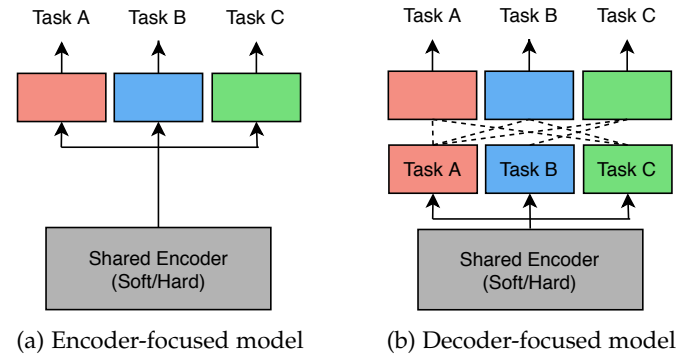 Task A Task B Task C
Shared Encoder
(Soft/Hard)
(a) Encoder-focused model
Task A Task B Task C
Task A Task B Task C
Shared Encoder
(Soft/Hard)
(b) Decoder-focused model